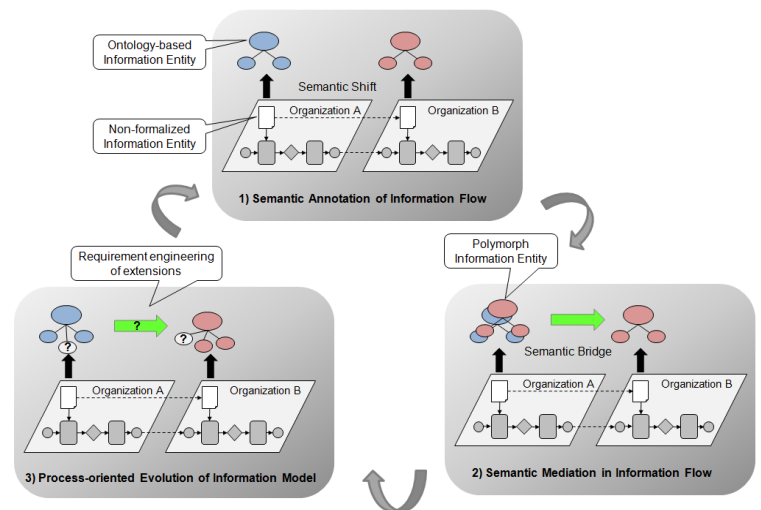 Ontology-based
Information Entity
Semantic Shift
Organization A
Organization B
Non-formalized
Information Entity
1) Semantic Annotation of Information Flow
Requirement engineering
of extensions
?
?
?
Organization A
Organization B
3) Process-oriented Evolution of Information Model
Polymorph
Information Entity
Semantic Bridge
Organization A
Organization B
2) Semantic Mediation in Information Flow